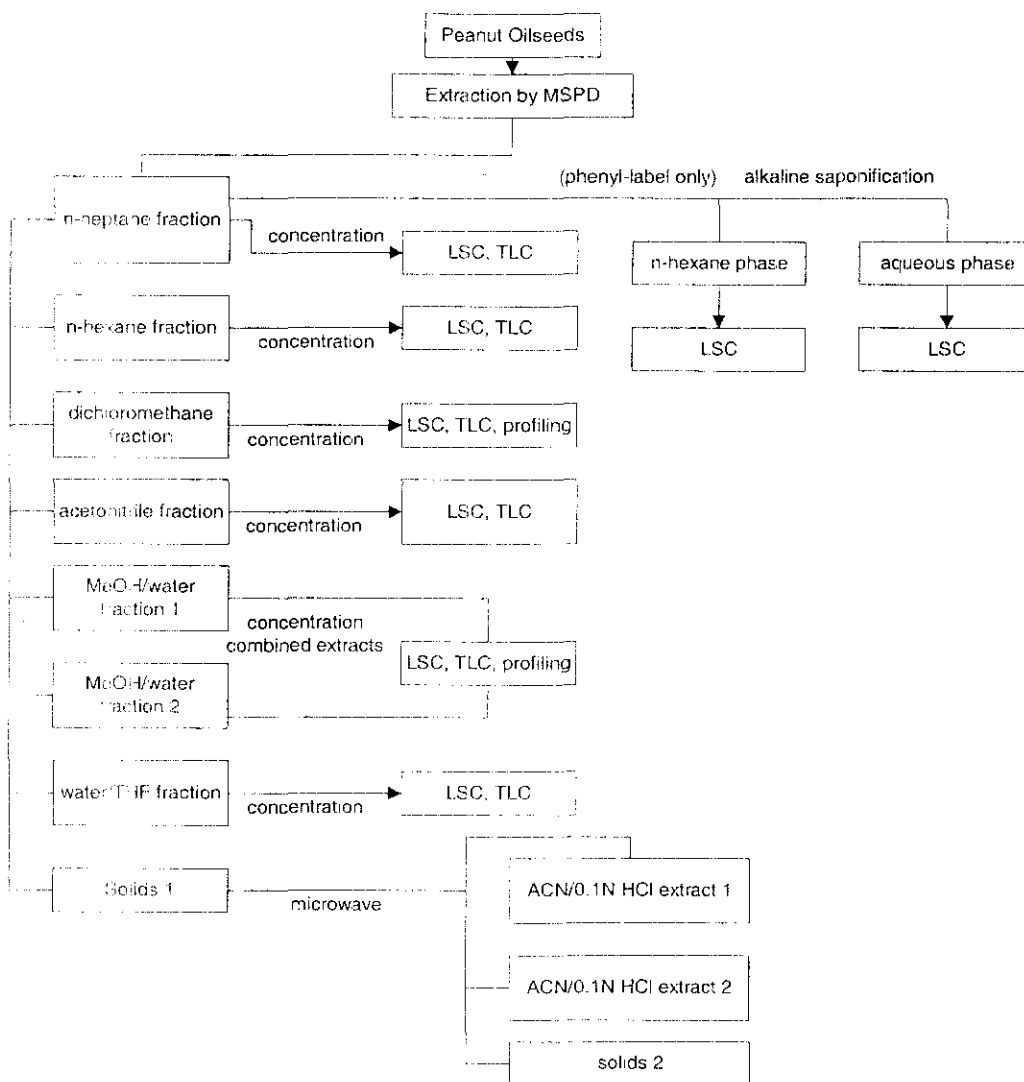 Peanut Oilseeds
Extraction by MSPD
(phenyl-label only) alkaline saponification
n-heptane fraction
concentration
LSC, TLC
n-hexane phase
aqueous phase
LSC
LSC
n-hexane fraction
concentration
LSC, TLC
dichloromethane
fraction
concentration
LSC, TLC, profiling
acetonitrile fraction
concentration
LSC, TLC
MeOH/water
fraction 1
concentration
combined extracts
LSC, TLC, profiling
MeOH/water
fraction 2
water/THF fraction
concentration
LSC, TLC
Solids 1
microwave
ACN/0.1N HCl extract 1
ACN/0.1N HCl extract 2
solids 2